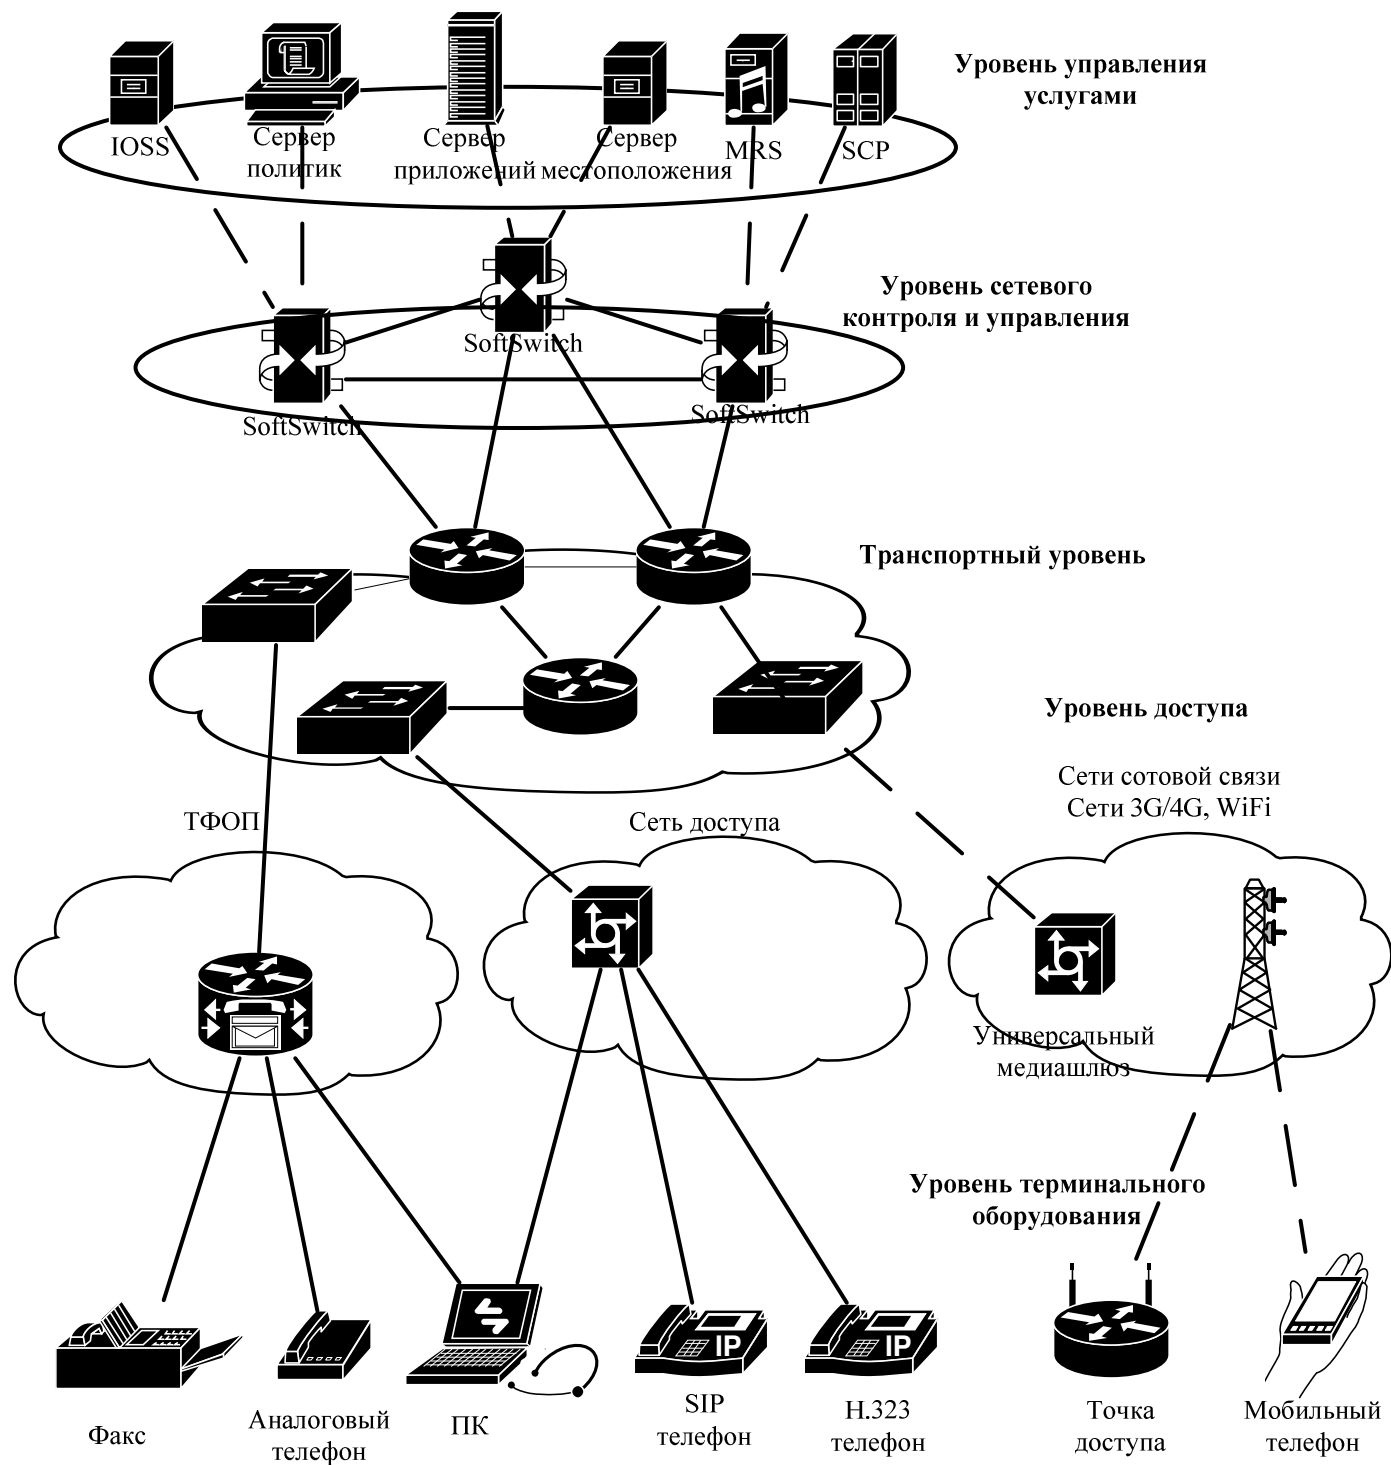 Уровень управления
услугами
IOSS
Сервер
политик
Сервер
приложений
Сервер
местоположения
MRS
SCP
Уровень сетевого
контроля и управления
SoftSwitch
SoftSwitch
SoftSwitch
Транспортный уровень
Уровень доступа
Сети сотовой связи
Сети 3G/4G, WiFi
ТФОП
Сеть доступа
Универсальный
медиашлюз
Уровень терминального
оборудования
IP
IP
Факс
Аналоговый
телефон
ПК
SIP
телефон
H.323
телефон
Точка
доступа
Мобильный
телефон